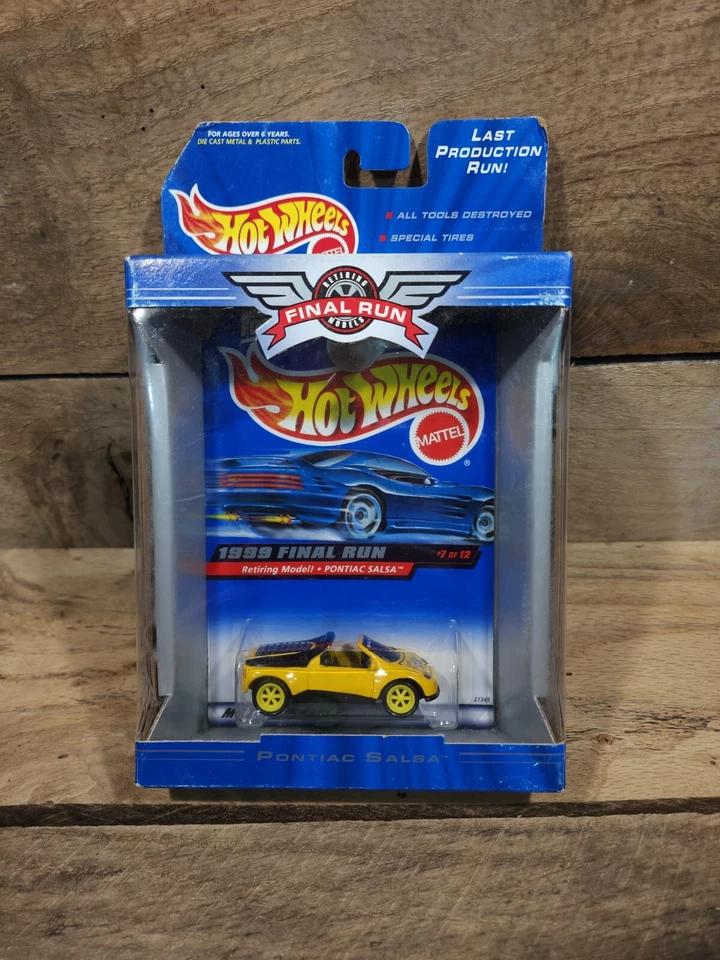 FOR AGES OVER 6 YEARS.
DIE CAST METAL & PLASTIC PARTS.
LAST
PRODUCTION
RUN!
HOT WHEELS
MATTEL
ALL TOOLS DESTROYED
SPECIAL TIRES
RETIRING
FINAL RUN
MODELS
HOT WHEELS
MATTEL
®
1999 FINAL RUN #7 OF 12
Retiring Model! • PONTIAC SALSA™
21345
PONTIAC SALSA™